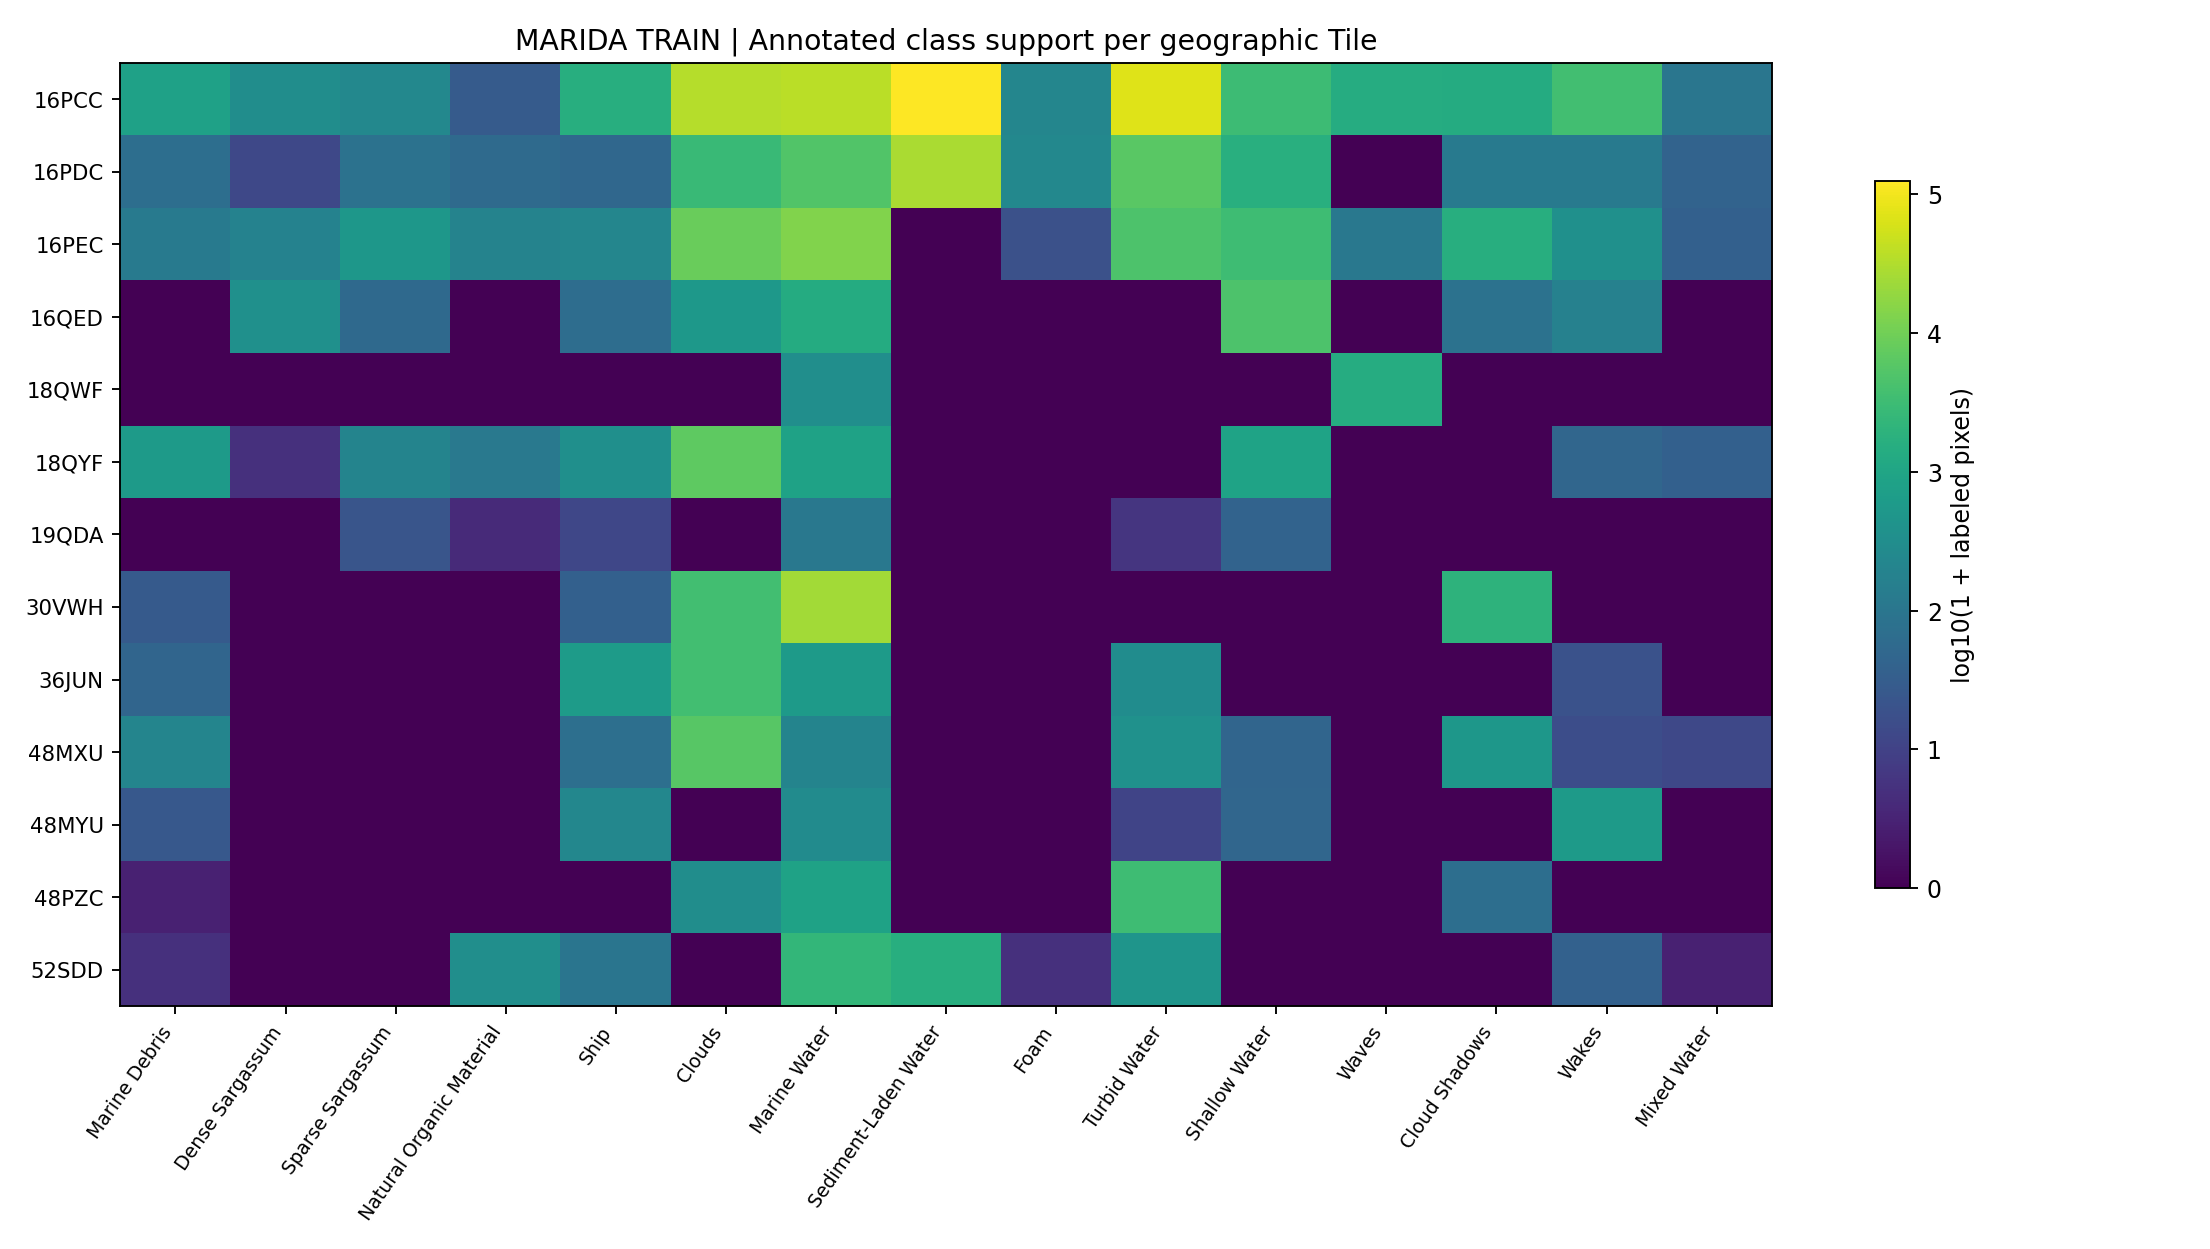 MARIDA TRAIN | Annotated class support per geographic Tile
16PCC
16PDC
16PEC
16QED
18QWF
18QYF
19QDA
30VWH
36JUN
48MXU
48MYU
48PZC
52SDD
Marine Debris
Dense Sargassum
Sparse Sargassum
Natural Organic Material
Ship
Clouds
Marine Water
Sediment-Laden Water
Foam
Turbid Water
Shallow Water
Waves
Cloud Shadows
Wakes
Mixed Water
5
4
3
2
1
0
log10(1 + labeled pixels)